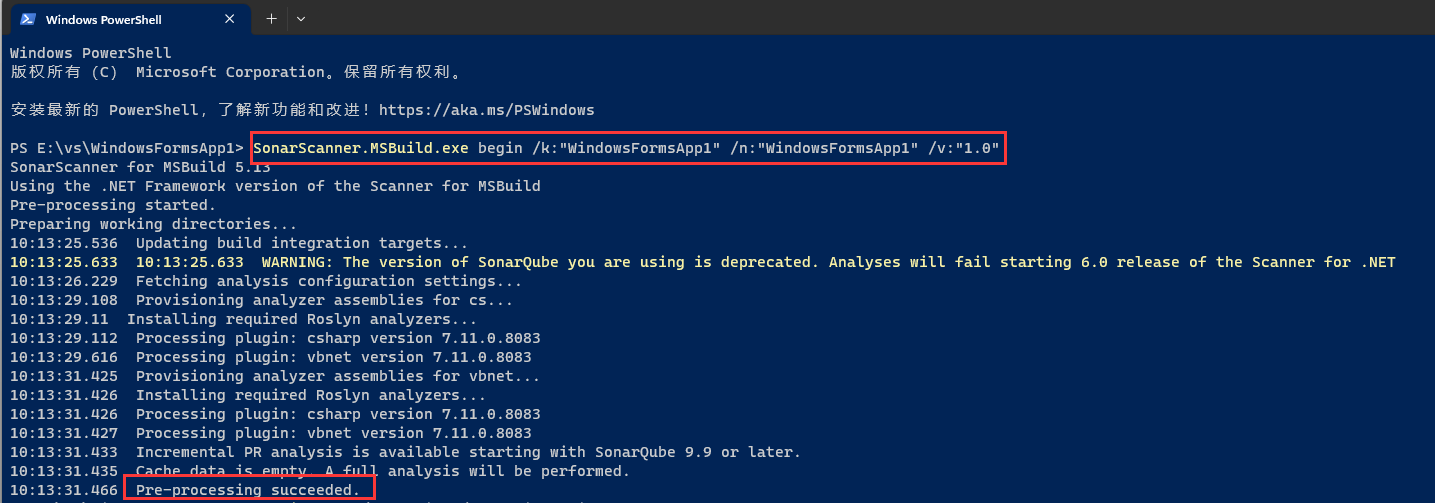 Windows PowerShell
Windows PowerShell
版权所有 (C) Microsoft Corporation。保留所有权利。
安装最新的 PowerShell，了解新功能和改进！https://aka.ms/PSWindows
PS E:\vs\WindowsFormsApp1> SonarScanner.MSBuild.exe begin /k:"WindowsFormsApp1" /n:"WindowsFormsApp1" /v:"1.0"
SonarScanner for MSBuild 5.13
Using the .NET Framework version of the Scanner for MSBuild
Pre-processing started.
Preparing working directories...
10:13:25.536  Updating build integration targets...
10:13:25.633  10:13:25.633  WARNING: The version of SonarQube you are using is deprecated. Analyses will fail starting 6.0 release of the Scanner for .NET
10:13:26.229  Fetching analysis configuration settings...
10:13:29.108  Provisioning analyzer assemblies for cs...
10:13:29.11  Installing required Roslyn analyzers...
10:13:29.112  Processing plugin: csharp version 7.11.0.8083
10:13:29.616  Processing plugin: vbnet version 7.11.0.8083
10:13:31.425  Provisioning analyzer assemblies for vbnet...
10:13:31.426  Installing required Roslyn analyzers...
10:13:31.426  Processing plugin: csharp version 7.11.0.8083
10:13:31.427  Processing plugin: vbnet version 7.11.0.8083
10:13:31.433  Incremental PR analysis is available starting with SonarQube 9.9 or later.
10:13:31.435  Cache data is empty. A full analysis will be performed.
10:13:31.466  Pre-processing succeeded.